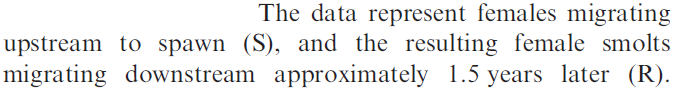 The data represent females migrating
upstream to spawn (S), and the resulting female smolts
migrating downstream approximately 1.5 years later (R).